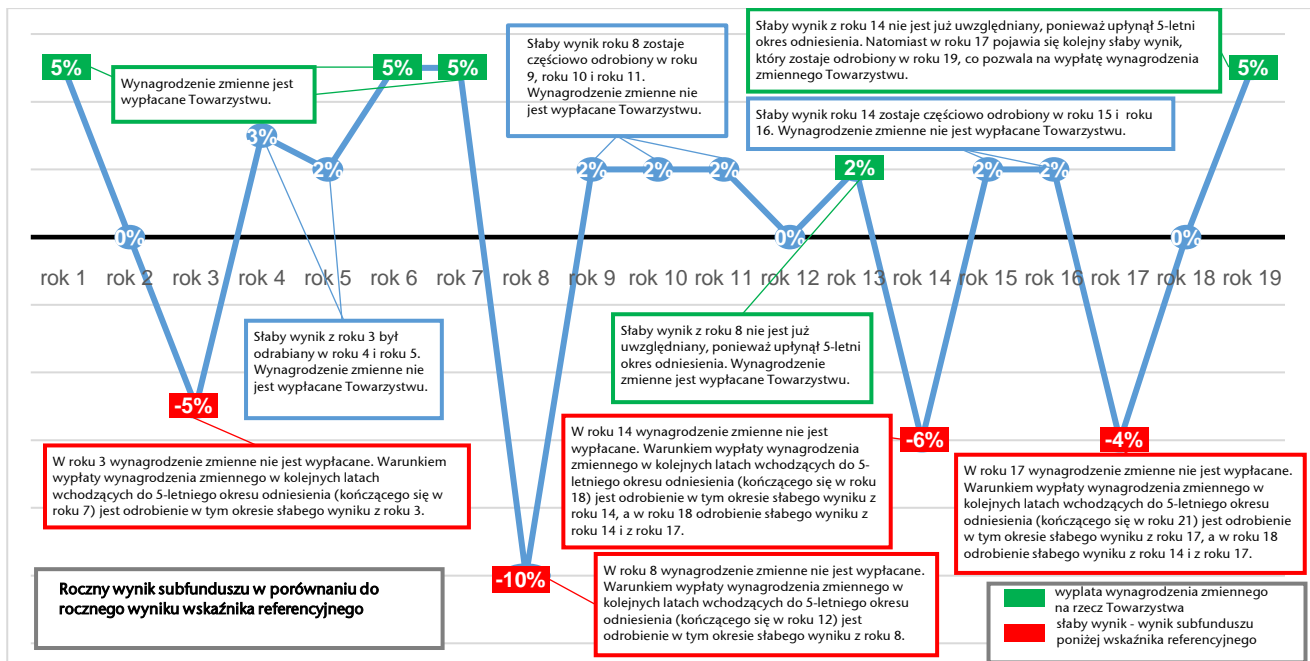 Słaby wynik z roku 14 nie jest już uwzględniany, ponieważ upłynął 5-letni
okres odniesienia. Natomiast w roku 17 pojawia się kolejny słaby wynik,
który zostaje odrobiony w roku 19, co pozwala na wypłatę wynagrodzenia
zmiennego Towarzystwu.
Słaby wynik roku 8 zostaje
częściowo odrobiony w roku
9, roku 10 i roku 11.
Wynagrodzenie zmienne nie
jest wypłacane Towarzystwu.
5%
Wynagrodzenie zmienne jest
wypłacane Towarzystwu.
5%
5%
5%
Słaby wynik roku 14 zostaje częściowo odrobiony w roku 15 i roku
16. Wynagrodzenie zmienne nie jest wypłacane Towarzystwu.
3%
2%
2%
2%
2%
2%
2%
2%
0%
0%
0%
rok 1
rok 2
rok 3
rok 4
rok 5
rok 6
rok 7
rok 8
rok 9
rok 10
rok 11
rok 12
rok 13
rok 14
rok 15
rok 16
rok 17
rok 18
rok 19
Słaby wynik z roku 3 był
odrabiany w roku 4 i roku 5.
Wynagrodzenie zmienne nie
jest wypłacane Towarzystwu.
Słaby wynik z roku 8 nie jest już
uwzględniany, ponieważ upłynął 5-letni
okres odniesienia. Wynagrodzenie
zmienne jest wypłacane Towarzystwu.
-5%
-6%
-4%
W roku 3 wynagrodzenie zmienne nie jest wypłacane. Warunkiem
wypłaty wynagrodzenia zmiennego w kolejnych latach
wchodzących do 5-letniego okresu odniesienia (kończącego się w
roku 7) jest odrobienie w tym okresie słabego wyniku z roku 3.
W roku 14 wynagrodzenie zmienne nie jest
wypłacane. Warunkiem wypłaty wynagrodzenia
zmiennego w kolejnych latach wchodzących do 5-
letniego okresu odniesienia (kończącego się w roku
18) jest odrobienie w tym okresie słabego wyniku z
roku 14, a w roku 18 odrobienie słabego wyniku z
roku 14 i z roku 17.
W roku 17 wynagrodzenie zmienne nie jest wypłacane.
Warunkiem wypłaty wynagrodzenia zmiennego w
kolejnych latach wchodzących do 5-letniego okresu
odniesienia (kończącego się w roku 21) jest odrobienie
w tym okresie słabego wyniku z roku 17, a w roku 18
odrobienie słabego wyniku z roku 14 i z roku 17.
-10%
W roku 8 wynagrodzenie zmienne nie jest wypłacane.
Warunkiem wypłaty wynagrodzenia zmiennego w
kolejnych latach wchodzących do 5-letniego okresu
odniesienia (kończącego się w roku 12) jest
odrobienie w tym okresie słabego wyniku z roku 8.
Roczny wynik subfunduszu w porównaniu do
rocznego wyniku wskaźnika referencyjnego
wyplata wynagrodzenia zmiennego
na rzecz Towarzystwa
słaby wynik - wynik subfunduszu
poniżej wskaźnika referencyjnego